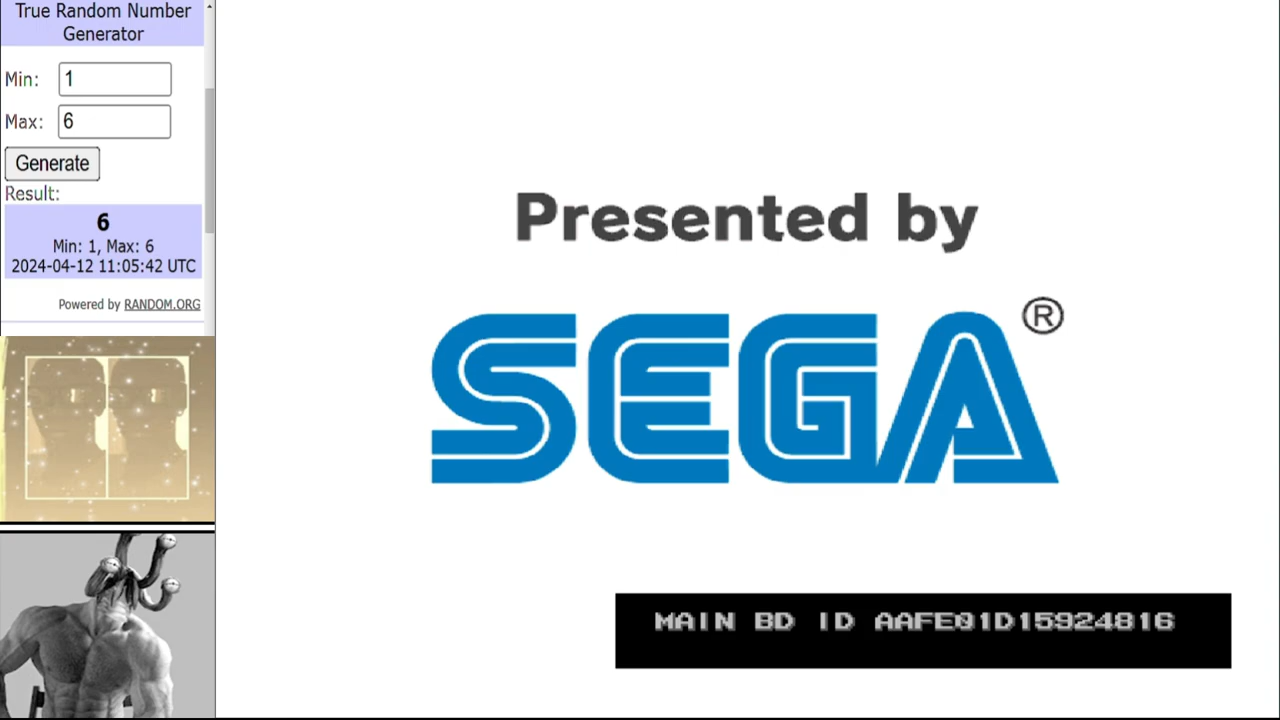 True Random Number
Generator
Min: 1
Max: 6
Generate
Result:
6
Min: 1, Max: 6
2024-04-12 11:05:42 UTC
Powered by RANDOM.ORG
Presented by
SEGA®
MAIN BD ID AAFE01D15924816